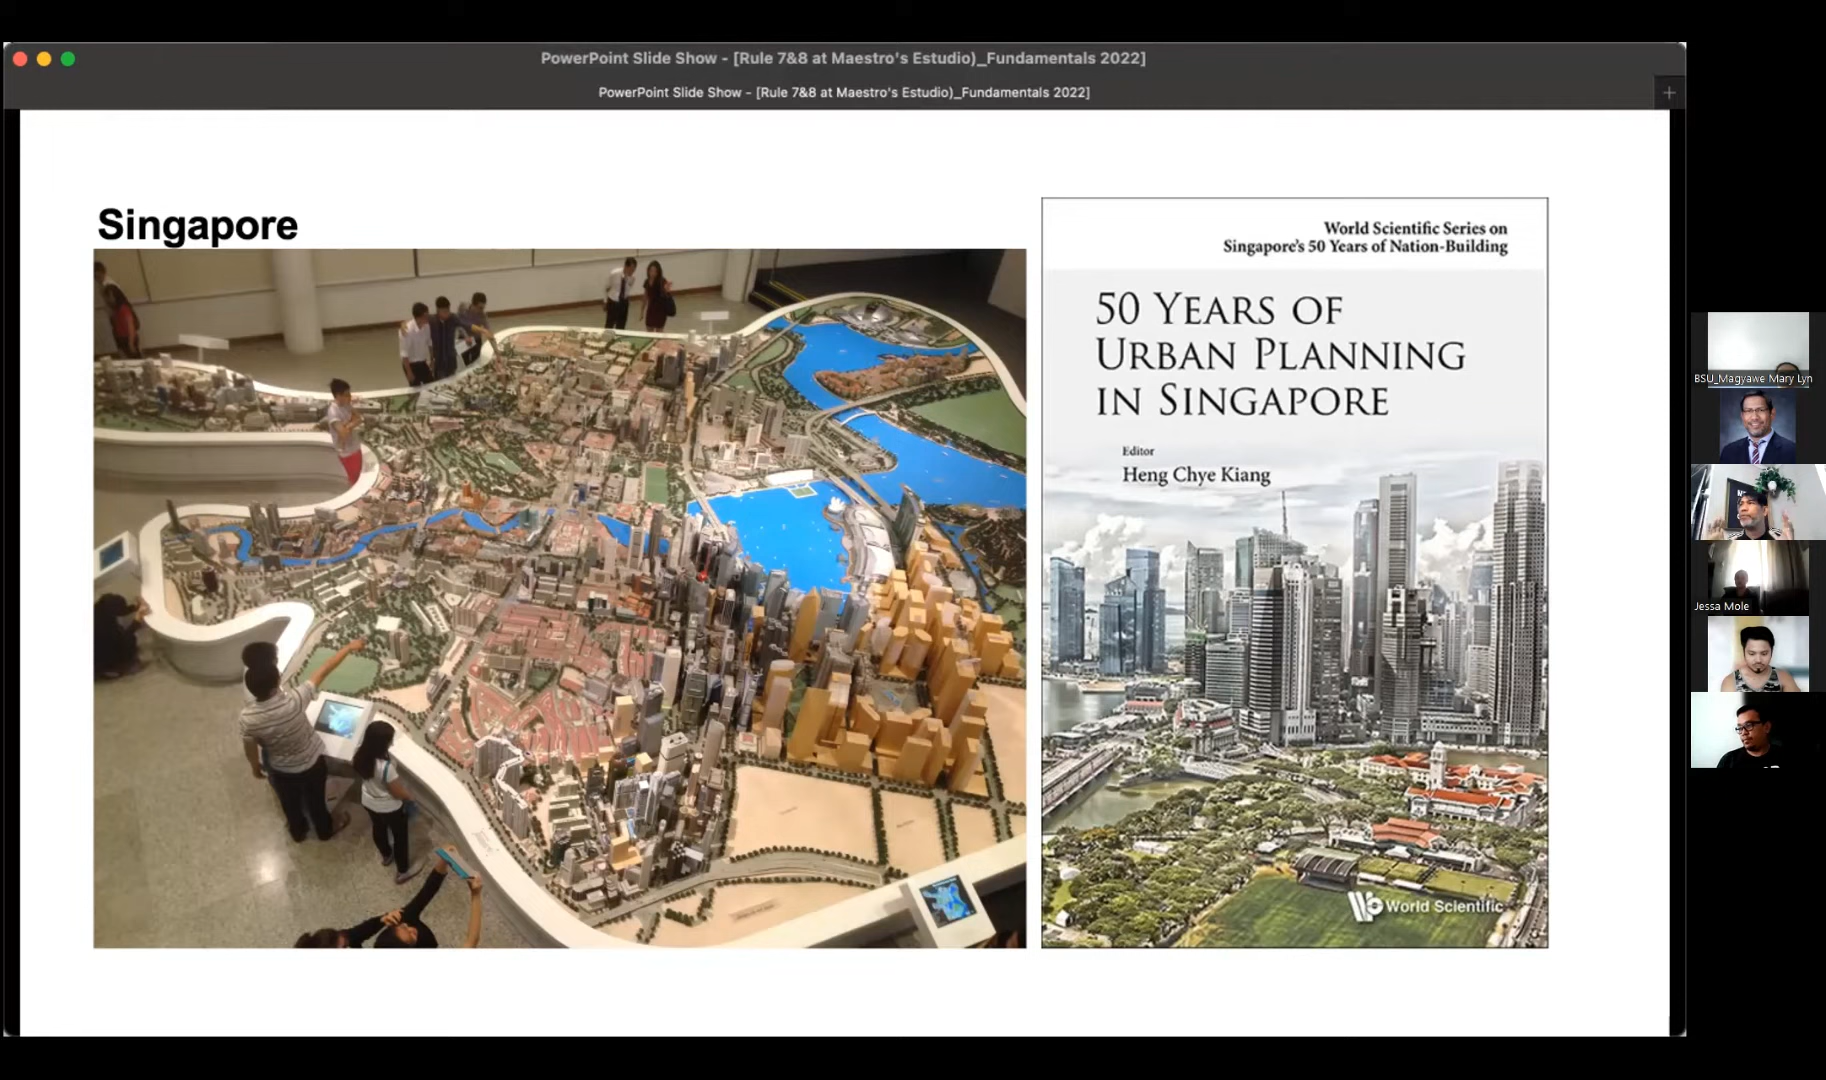 PowerPoint Slide Show - [Rule 7&8 at Maestro's Estudio)_Fundamentals 2022]
PowerPoint Slide Show - [Rule 7&8 at Maestro's Estudio)_Fundamentals 2022]
Singapore
World Scientific Series on
Singapore's 50 Years of Nation-Building
50 YEARS OF
URBAN PLANNING
IN SINGAPORE
Editor
Heng Chye Kiang
World Scientific
BSU_Magyawe Mary Lyn
Jessa Mole